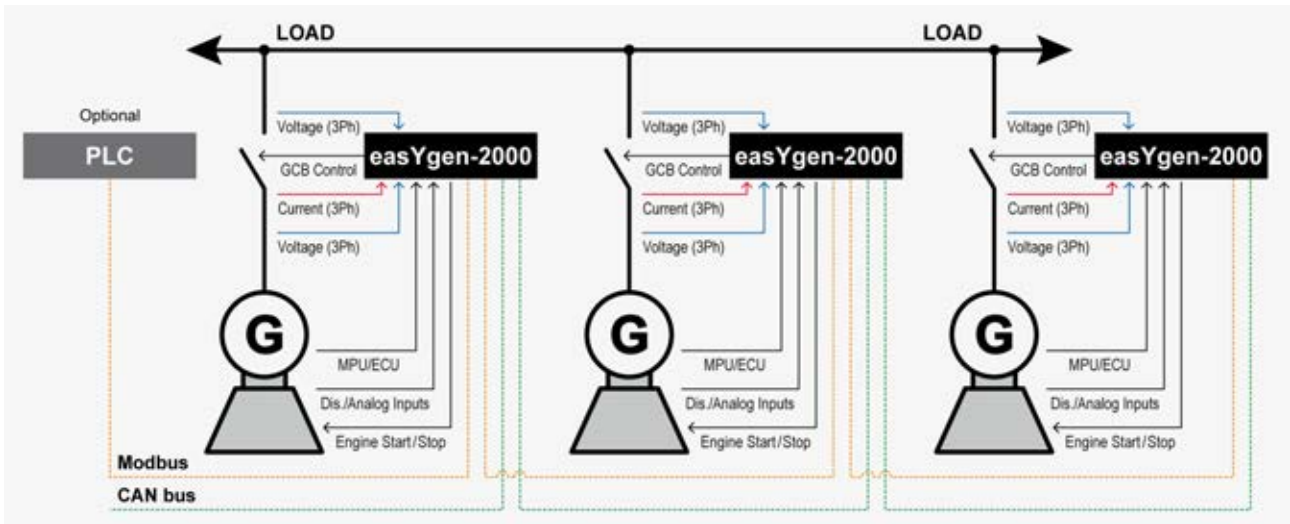 LOAD
LOAD
Optional
PLC
Voltage (3Ph)
easYgen-2000
GCB Control
Current (3Ph)
Voltage (3Ph)
G
MPU/ECU
Dis./Analog Inputs
Engine Start/Stop
Voltage (3Ph)
easYgen-2000
GCB Control
Current (3Ph)
Voltage (3Ph)
G
MPU/ECU
Dis./Analog Inputs
Engine Start/Stop
Voltage (3Ph)
easYgen-2000
GCB Control
Current (3Ph)
Voltage (3Ph)
G
MPU/ECU
Dis./Analog Inputs
Engine Start/Stop
Modbus
CAN bus